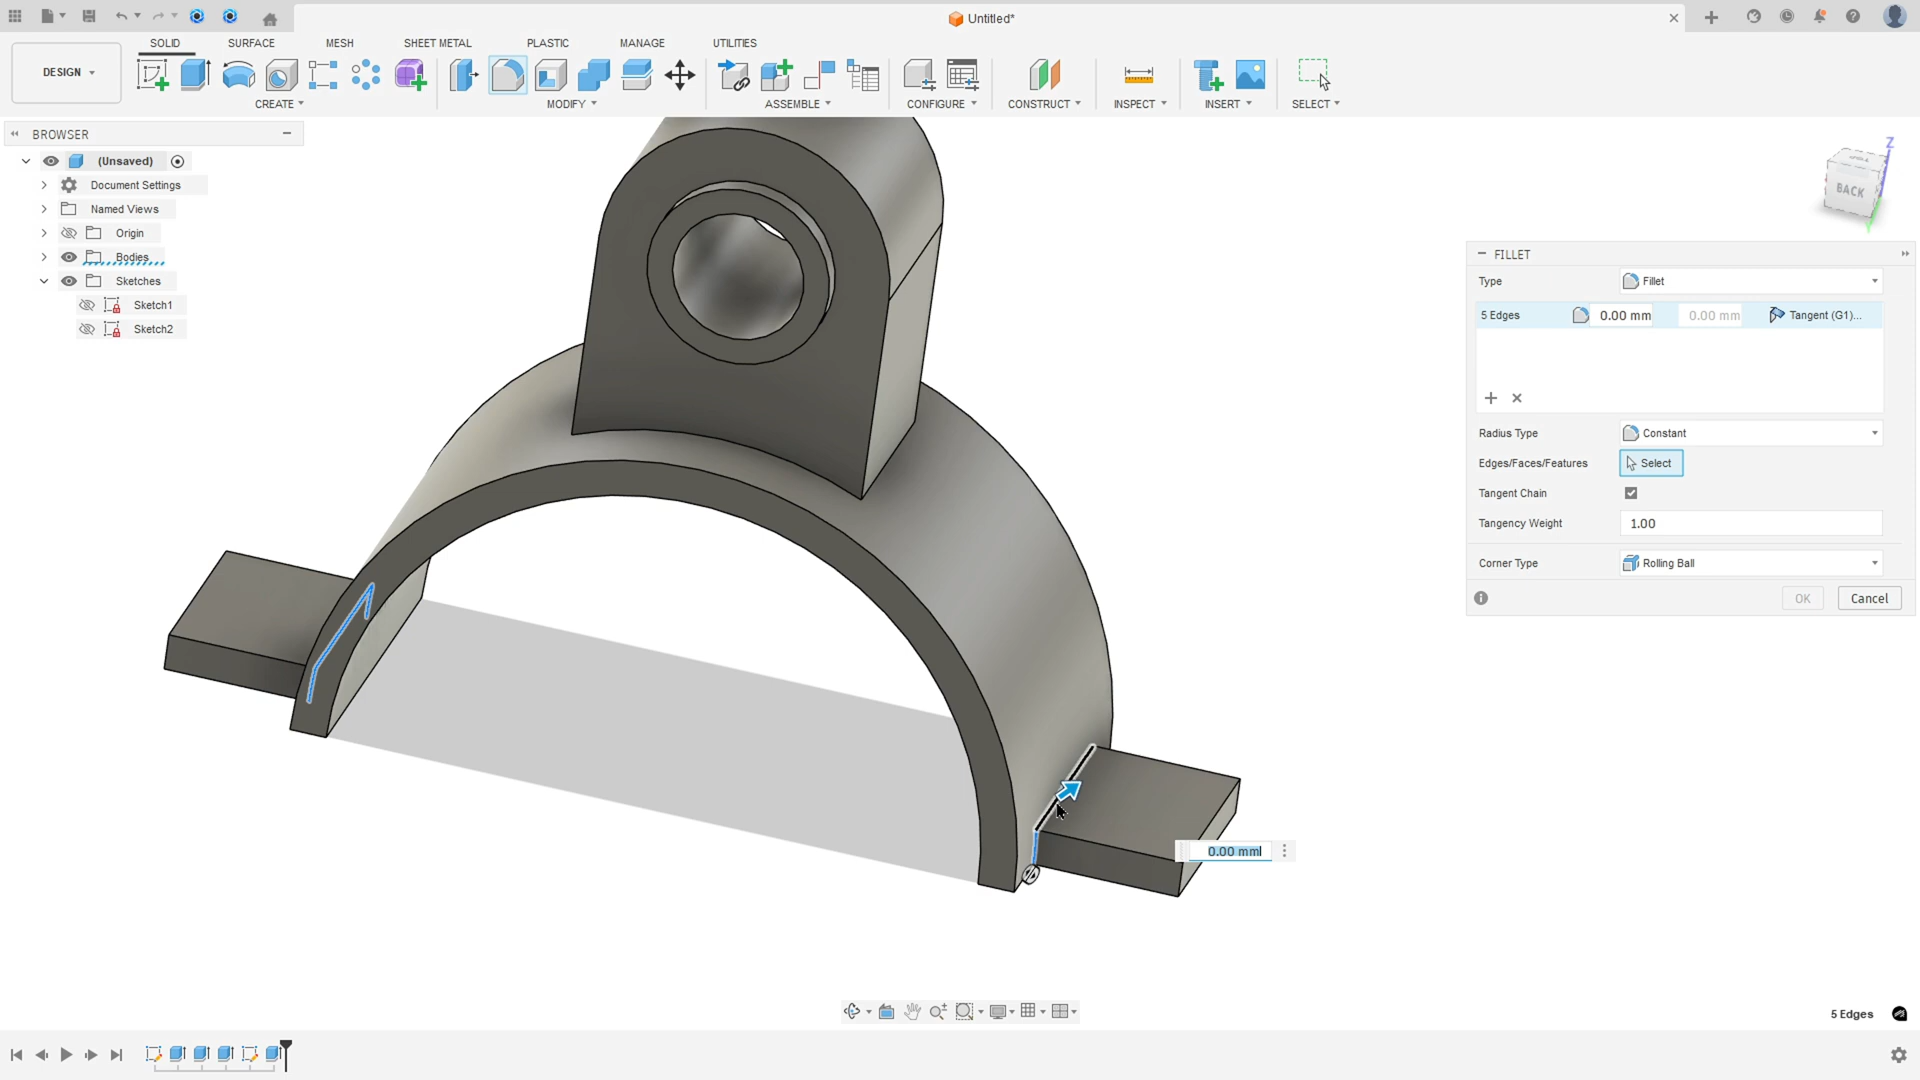 Untitled*
DESIGN
SOLID SURFACE MESH SHEET METAL PLASTIC MANAGE UTILITIES
CREATE MODIFY ASSEMBLE CONFIGURE CONSTRUCT INSPECT INSERT SELECT
BROWSER
(Unsaved)
Document Settings
Named Views
Origin
Bodies
Sketches
Sketch1
Sketch2
Z
BACK
FILLET
Type Fillet
5 Edges 0.00 mm 0.00 mm Tangent (G1)...
Radius Type Constant
Edges/Faces/Features Select
Tangent Chain
Tangency Weight 1.00
Corner Type Rolling Ball
OK Cancel
0.00 mm
5 Edges